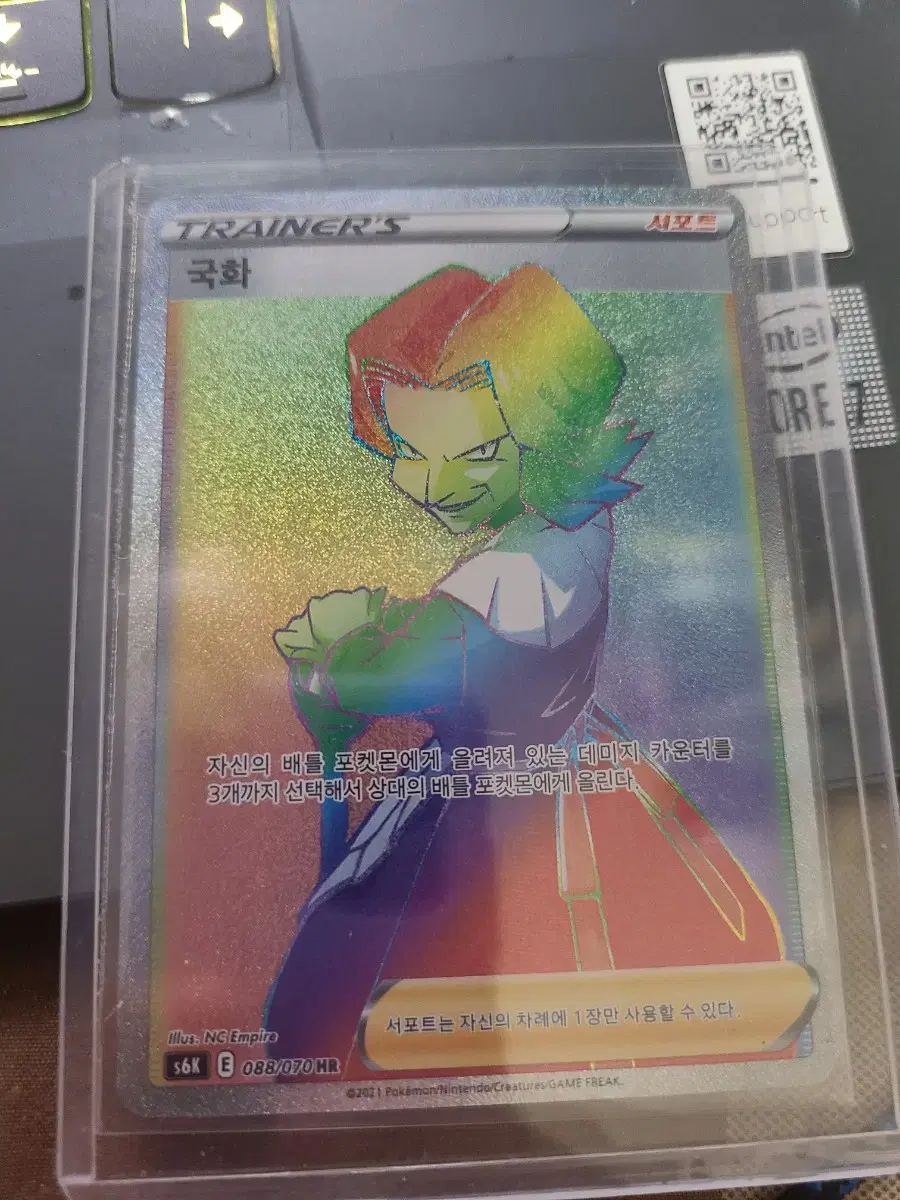 TRAINER'S
서포트
국화
자신의 배틀 포켓몬에게 올려져 있는 데미지 카운터를
3개까지 선택해서 상대의 배틀 포켓몬에게 올린다.
서포트는 자신의 차례에 1장만 사용할 수 있다.
Illus. NC Empire
s6K E 088/070 HR
©2021 Pokémon/Nintendo/Creatures/GAME FREAK.
intel
CORE 7